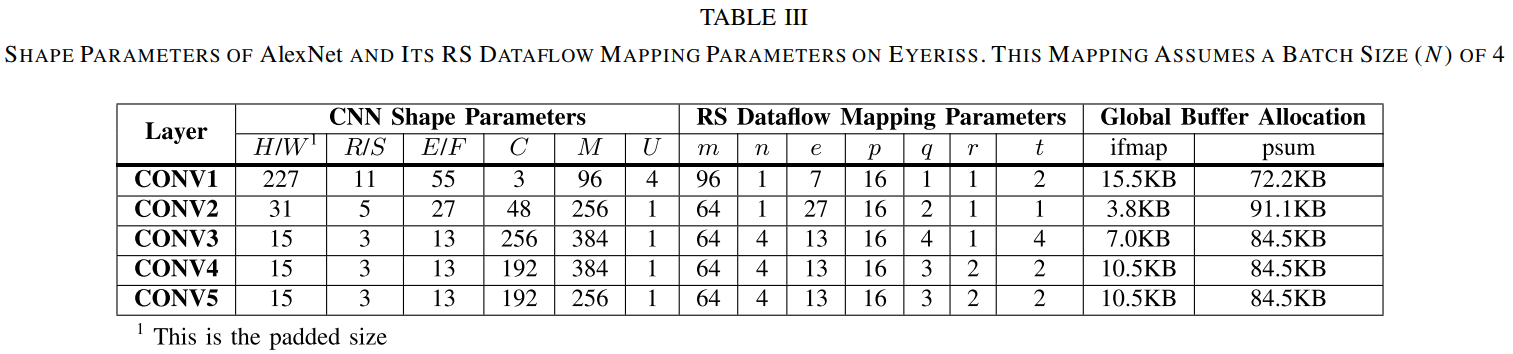 TABLE III
SHAPE PARAMETERS OF AlexNet AND ITS RS DATAFLOW MAPPING PARAMETERS ON EYERISS. THIS MAPPING ASSUMES A BATCH SIZE (N) OF 4
Layer CNN Shape Parameters RS Dataflow Mapping Parameters Global Buffer Allocation
H/W¹ R/S E/F C M U m n e p q r t ifmap psum
CONV1 227 11 55 3 96 4 96 1 7 16 1 1 2 15.5KB 72.2KB
CONV2 31 5 27 48 256 1 64 1 27 16 2 1 1 3.8KB 91.1KB
CONV3 15 3 13 256 384 1 64 4 13 16 4 1 4 7.0KB 84.5KB
CONV4 15 3 13 192 384 1 64 4 13 16 3 2 2 10.5KB 84.5KB
CONV5 15 3 13 192 256 1 64 4 13 16 3 2 2 10.5KB 84.5KB
¹ This is the padded size